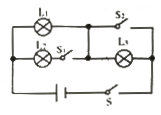 L₁ S₂
L₂ S₁ L₃
S